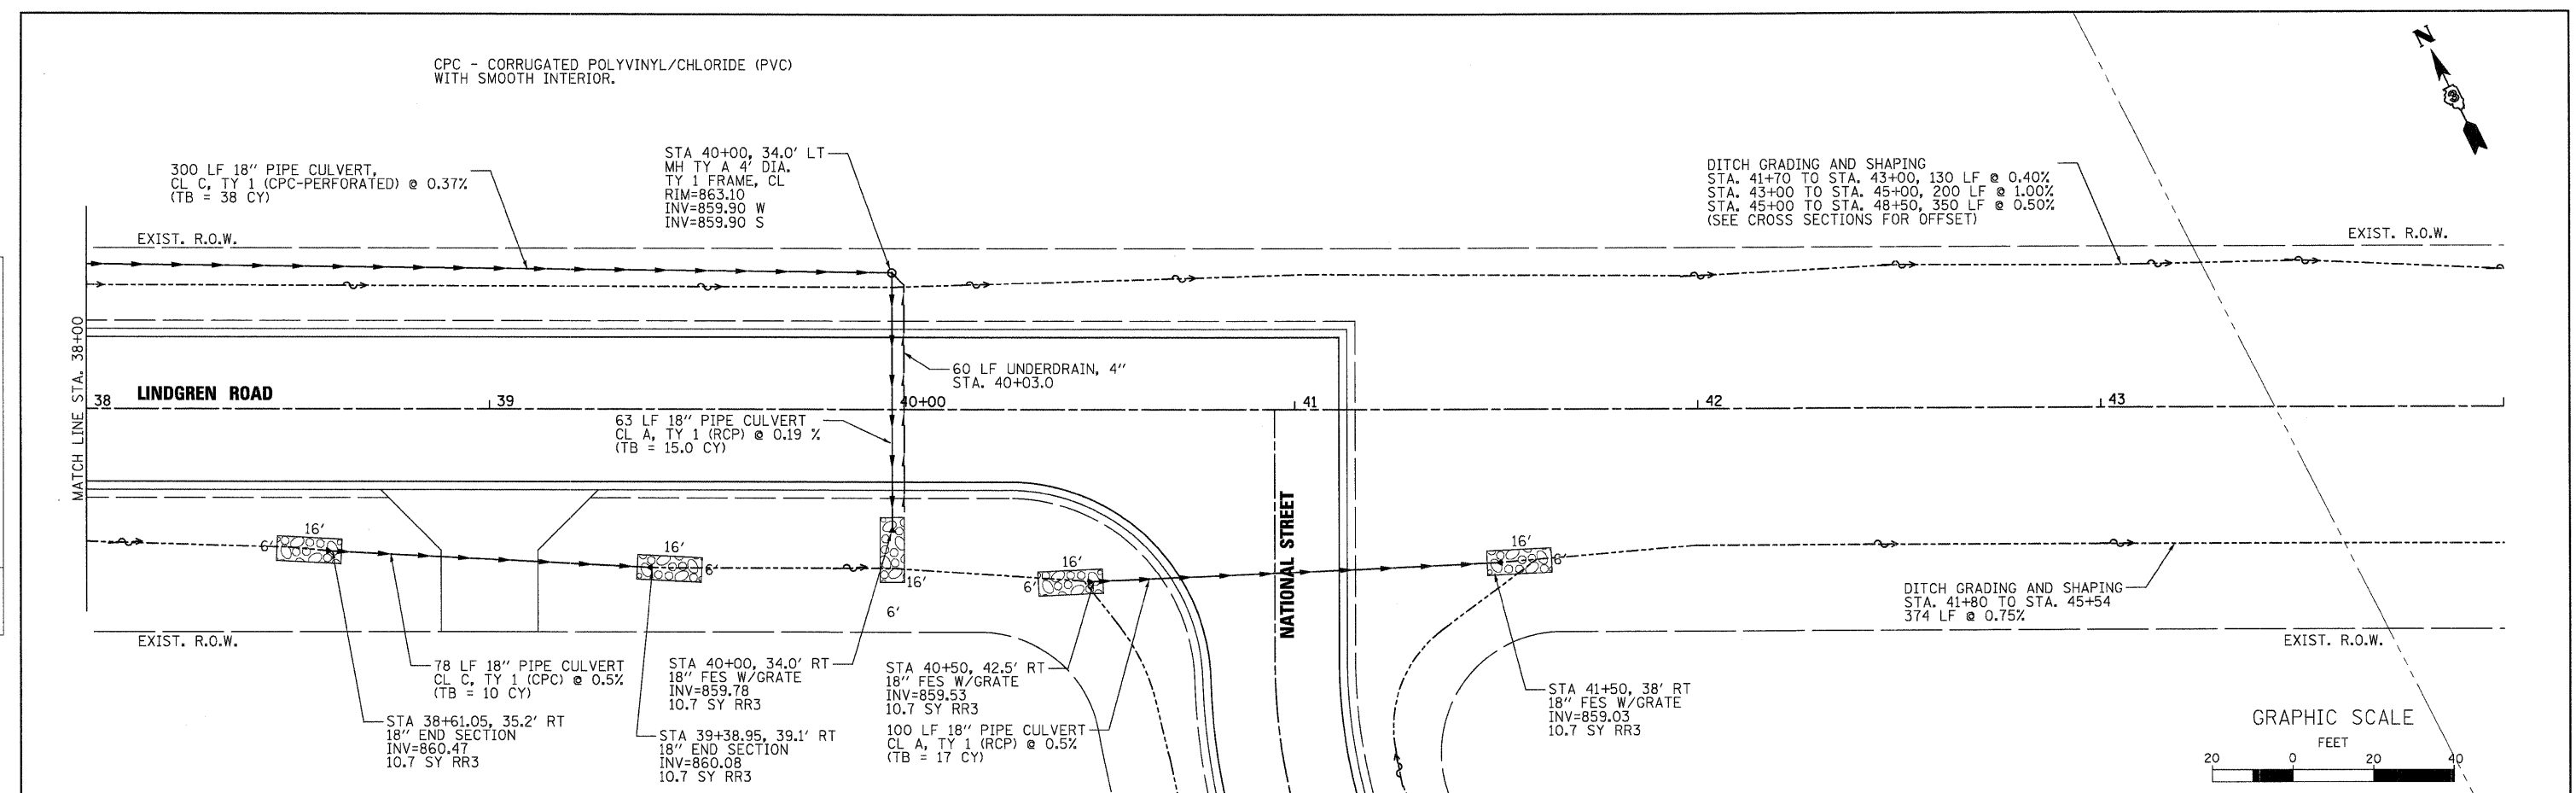 CPC - CORRUGATED POLYVINYL/CHLORIDE (PVC)
WITH SMOOTH INTERIOR.
N
300 LF 18" PIPE CULVERT,
CL C, TY 1 (CPC-PERFORATED) @ 0.37%
(TB = 38 CY)
STA 40+00, 34.0' LT
MH TY A 4' DIA.
TY 1 FRAME, CL
RIM=863.10
INV=859.90 W
INV=859.90 S
DITCH GRADING AND SHAPING
STA. 41+70 TO STA. 43+00, 130 LF @ 0.40%
STA. 43+00 TO STA. 45+00, 200 LF @ 1.00%
STA. 45+00 TO STA. 48+50, 350 LF @ 0.50%
(SEE CROSS SECTIONS FOR OFFSET)
EXIST. R.O.W.
EXIST. R.O.W.
MATCH LINE STA. 38+00
60 LF UNDERDRAIN, 4"
STA. 40+03.0
38
LINDGREN ROAD
39
40+00
41
42
43
63 LF 18" PIPE CULVERT
CL A, TY 1 (RCP) @ 0.19 %
(TB = 15.0 CY)
NATIONAL STREET
16'
6'
16'
6'
16'
6'
16'
6'
16'
6'
DITCH GRADING AND SHAPING
STA. 41+80 TO STA. 45+54
374 LF @ 0.75%
EXIST. R.O.W.
EXIST. R.O.W.
78 LF 18" PIPE CULVERT
CL C, TY 1 (CPC) @ 0.5%
(TB = 10 CY)
STA 38+61.05, 35.2' RT
18" END SECTION
INV=860.47
10.7 SY RR3
STA 40+00, 34.0' RT
18" FES W/GRATE
INV=859.78
10.7 SY RR3
STA 39+38.95, 39.1' RT
18" END SECTION
INV=860.08
10.7 SY RR3
STA 40+50, 42.5' RT
18" FES W/GRATE
INV=859.53
10.7 SY RR3
100 LF 18" PIPE CULVERT
CL A, TY 1 (RCP) @ 0.5%
(TB = 17 CY)
STA 41+50, 38' RT
18" FES W/GRATE
INV=859.03
10.7 SY RR3
GRAPHIC SCALE
FEET
20 0 20 40